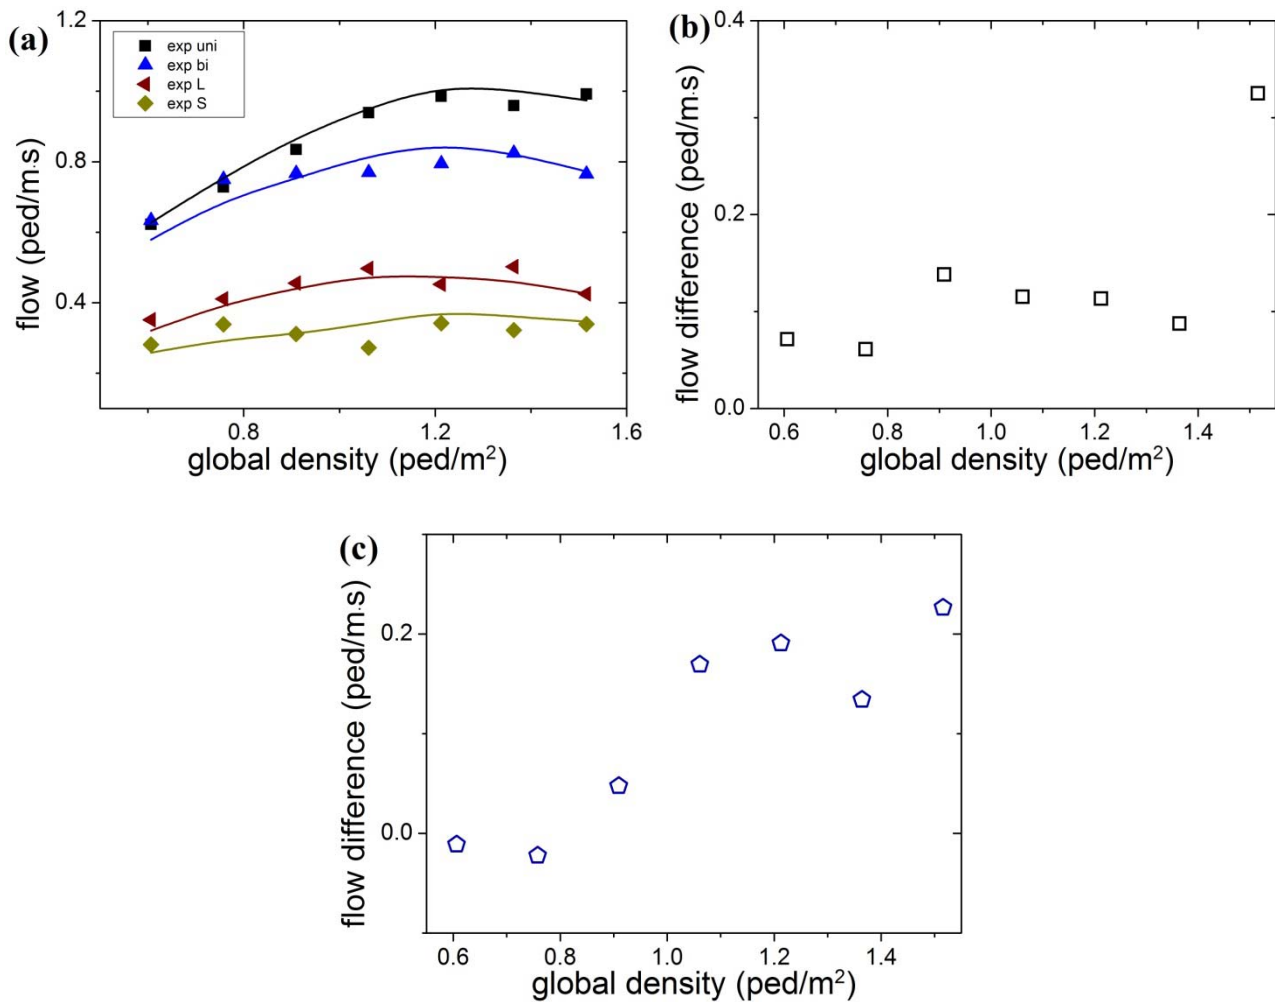 (a)
1.2
0.8
0.4
flow (ped/m·s)
exp uni
exp bi
exp L
exp S
0.8 1.2 1.6
global density (ped/m²)
(b)
0.4
0.2
0.0
flow difference (ped/m·s)
0.6 0.8 1.0 1.2 1.4
global density (ped/m²)
(c)
0.2
0.0
flow difference (ped/m·s)
0.6 0.8 1.0 1.2 1.4
global density (ped/m²)